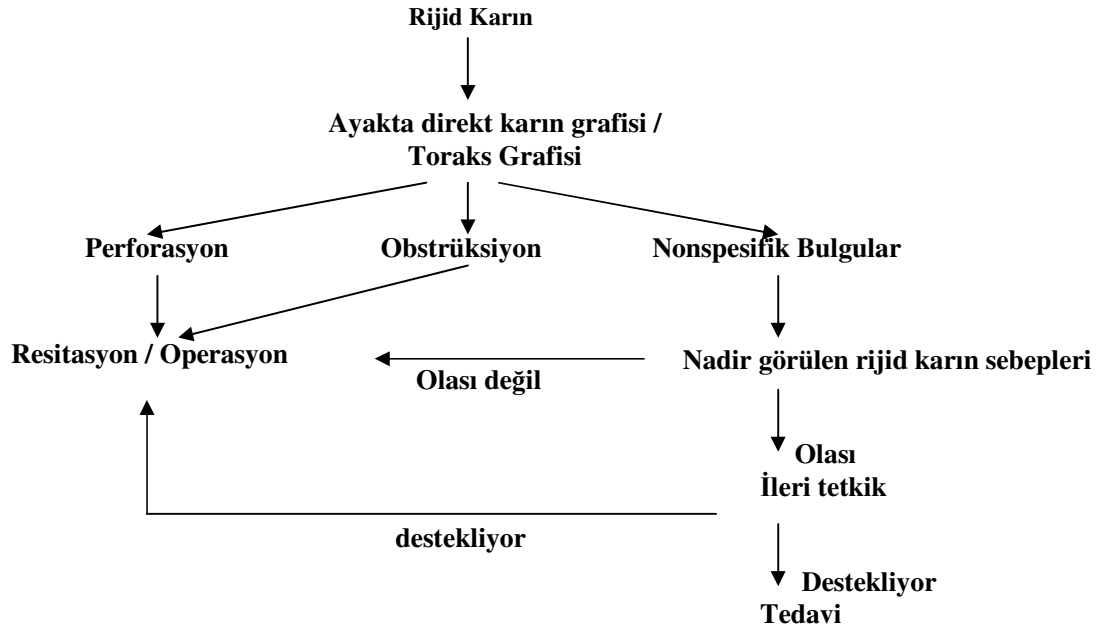 Rijid Karın
Ayakta direkt karın grafisi /
Toraks Grafisi
Perforasyon
Obstrüksiyon
Nonspesifik Bulgular
Resitasyon / Operasyon
Olası değil
Nadir görülen rijid karın sebepleri
Olası
İleri tetkik
destekliyor
Destekliyor
Tedavi